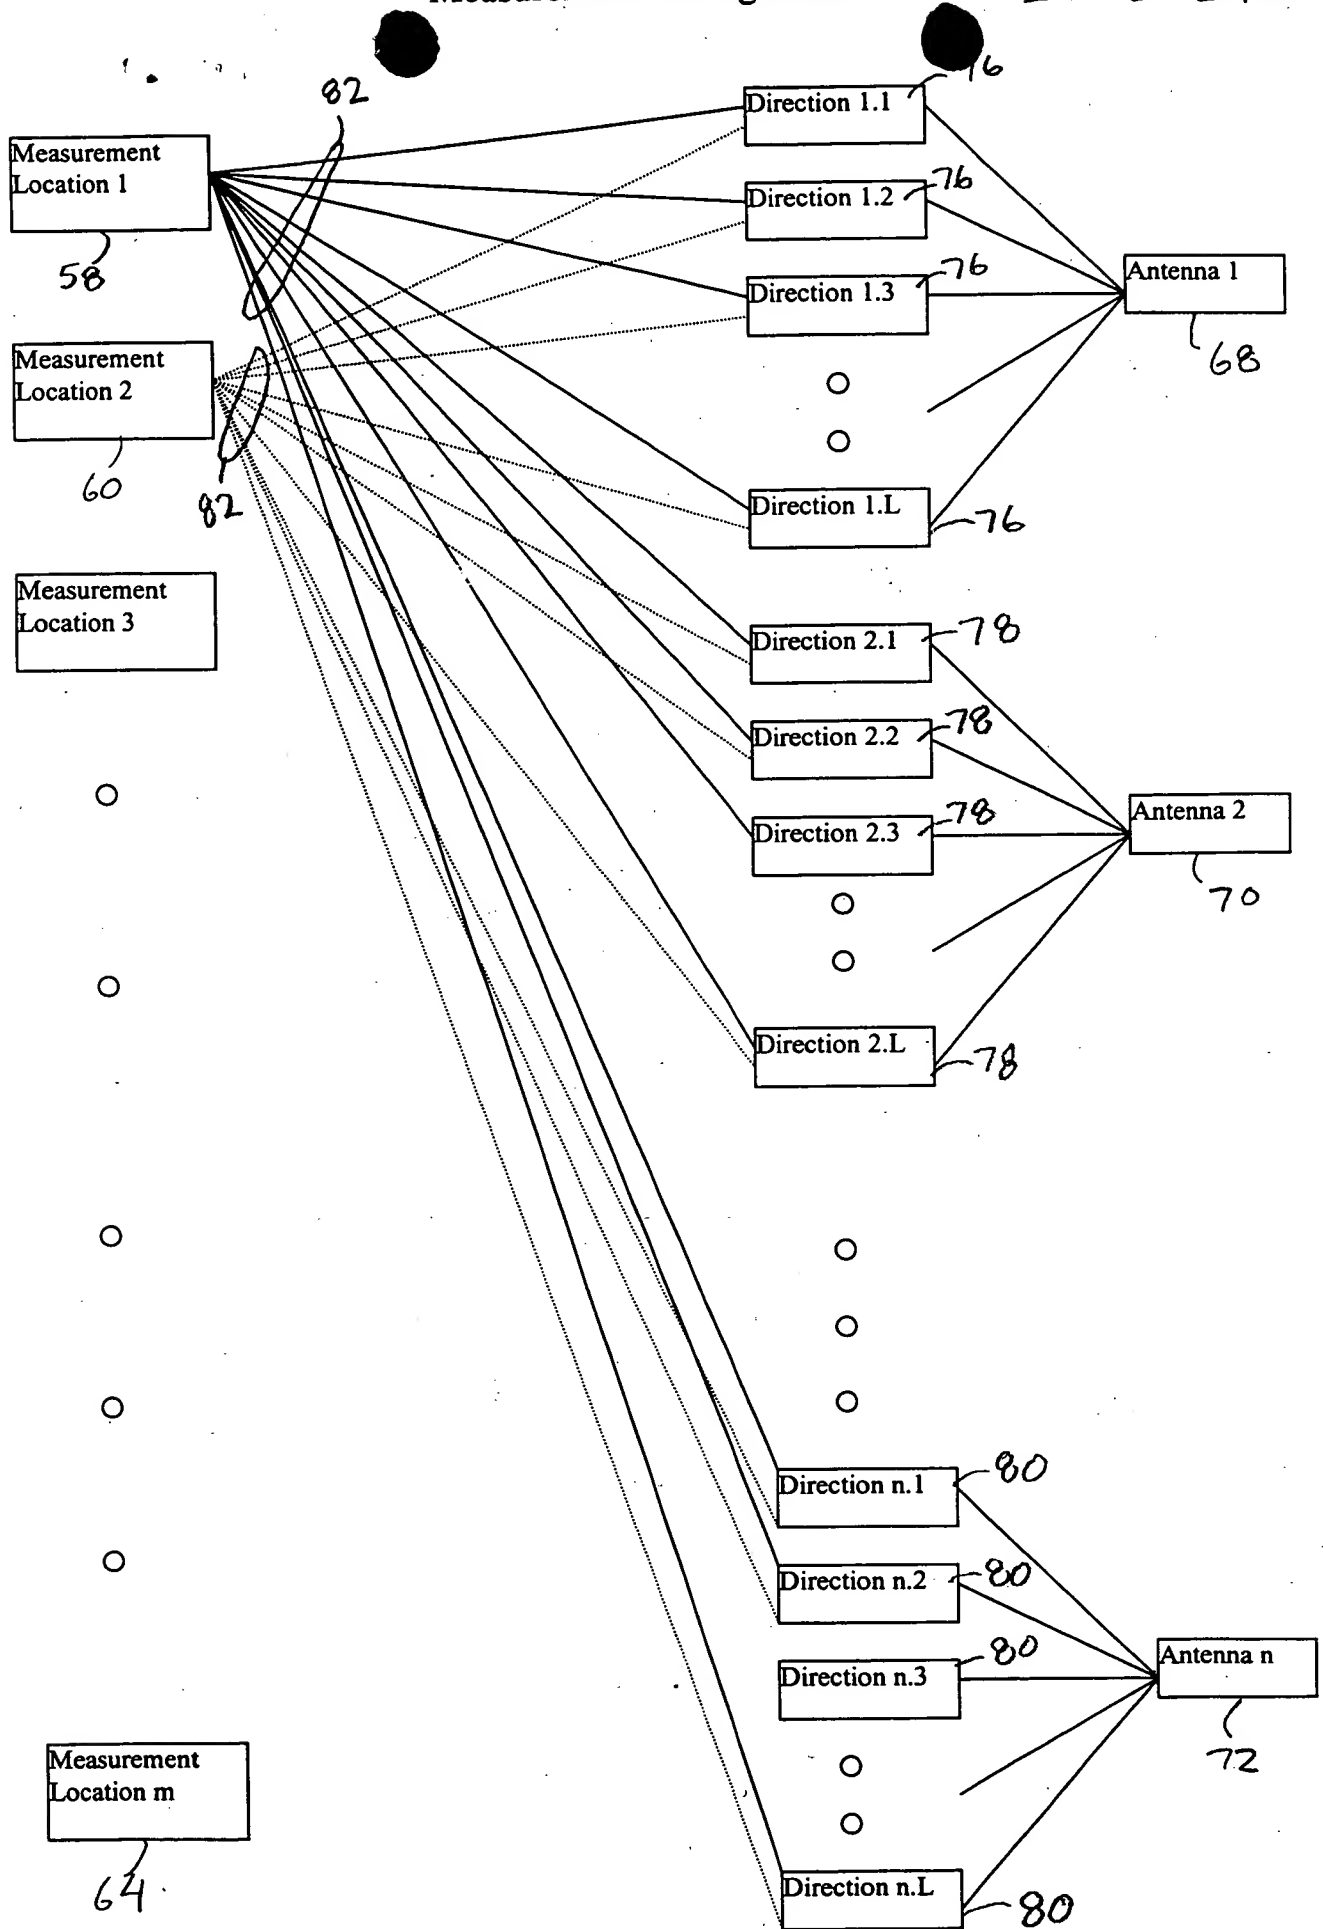 82
76
Direction 1.1
Measurement
Location 1
58
76
Direction 1.2
76
Direction 1.3
Antenna 1
68
Measurement
Location 2
60
82
Direction 1.L
76
Measurement
Location 3
Direction 2.1
78
Direction 2.2
78
Direction 2.3
78
Antenna 2
70
Direction 2.L
78
Direction n.1
80
Direction n.2
80
Direction n.3
80
Antenna n
72
Measurement
Location m
64
Direction n.L
80